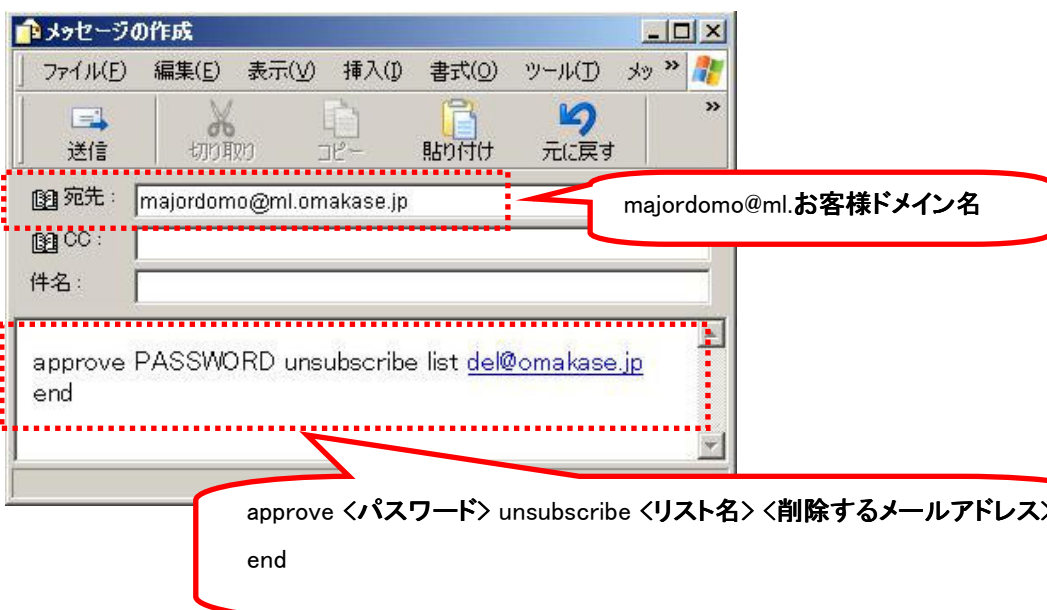 メッセージの作成
ファイル(F) 編集(E) 表示(V) 挿入(I) 書式(O) ツール(T) メッ »
送信 切り取り コピー 貼り付け 元に戻す »
宛先: majordomo@ml.omakase.jp
majordomo@ml.お客様ドメイン名
CC:
件名:
approve PASSWORD unsubscribe list del@omakase.jp
end
approve <パスワード> unsubscribe <リスト名> <削除するメールアドレス>
end